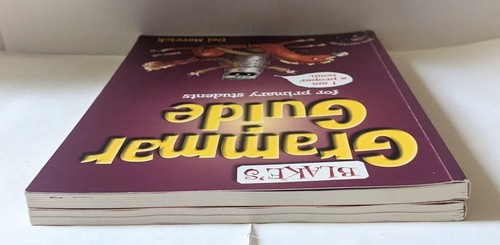 BLAKE'S
Grammar
Guide
for primary students
I am
a proper
noun.
Del Merrick